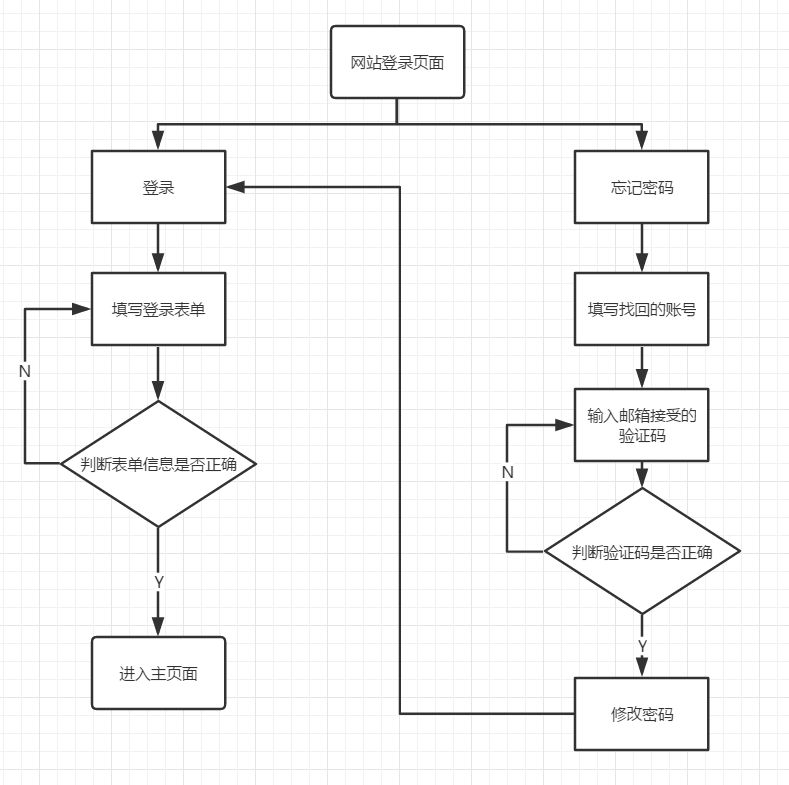 网站登录页面
登录
忘记密码
填写登录表单
填写找回的账号
N
输入邮箱接受的
验证码
判断表单信息是否正确
N
判断验证码是否正确
Y
Y
进入主页面
修改密码